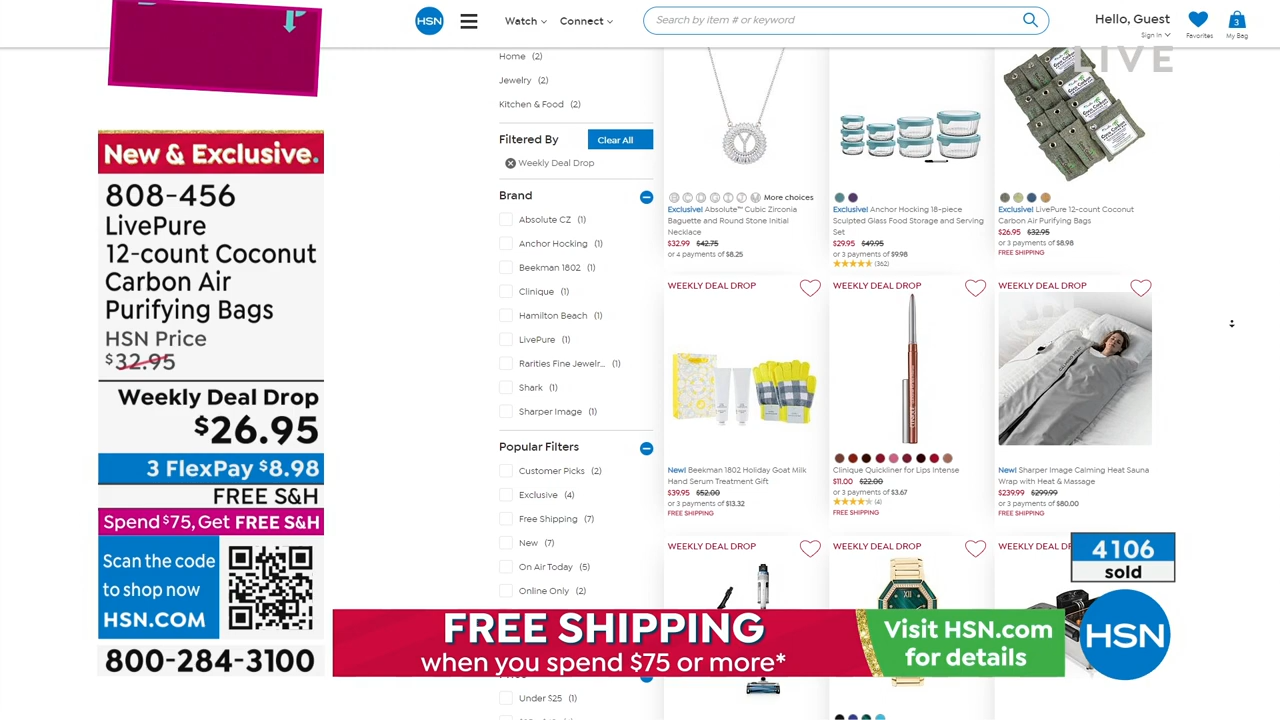 HSN
Watch
Connect
Search by item # or keyword
Hello, Guest
Sign In
Favorites
3
My Bag
LIVE
New & Exclusive.
808-456
LivePure
12-count Coconut
Carbon Air
Purifying Bags
HSN Price
$32.95
Weekly Deal Drop
$26.95
3 FlexPay $8.98
FREE S&H
Spend $75, Get FREE S&H
Scan the code
to shop now
HSN.COM
800-284-3100
Home (2)
Jewelry (2)
Kitchen & Food (2)
Filtered By
Clear All
Weekly Deal Drop
Brand
Absolute CZ (1)
Anchor Hocking (1)
Beekman 1802 (1)
Clinique (1)
Hamilton Beach (1)
LivePure (1)
Rarities Fine Jewelr... (1)
Shark (1)
Sharper Image (1)
Popular Filters
Customer Picks (2)
Exclusive (4)
Free Shipping (7)
New (7)
On Air Today (5)
Online Only (2)
Under $25 (1)
More choices
Exclusive! Absolute™ Cubic Zirconia
Baguette and Round Stone Initial
Necklace
$32.99 $42.75
or 4 payments of $8.25
Exclusive! Anchor Hocking 18-piece
Sculpted Glass Food Storage and Serving
Set
$29.95 $49.95
or 3 payments of $9.98
(362)
Exclusive! LivePure 12-count Coconut
Carbon Air Purifying Bags
$26.95 $32.95
or 3 payments of $8.98
FREE SHIPPING
WEEKLY DEAL DROP
New! Beekman 1802 Holiday Goat Milk
Hand Serum Treatment Gift
$39.95 $52.00
or 3 payments of $13.32
FREE SHIPPING
WEEKLY DEAL DROP
Clinique Quickliner for Lips Intense
$11.00 $22.00
or 3 payments of $3.67
(4)
FREE SHIPPING
WEEKLY DEAL DROP
New! Sharper Image Calming Heat Sauna
Wrap with Heat & Massage
$239.99 $299.99
or 3 payments of $80.00
FREE SHIPPING
WEEKLY DEAL DROP
WEEKLY DEAL DROP
WEEKLY DE
4106
sold
FREE SHIPPING
when you spend $75 or more*
Visit HSN.com
for details
HSN